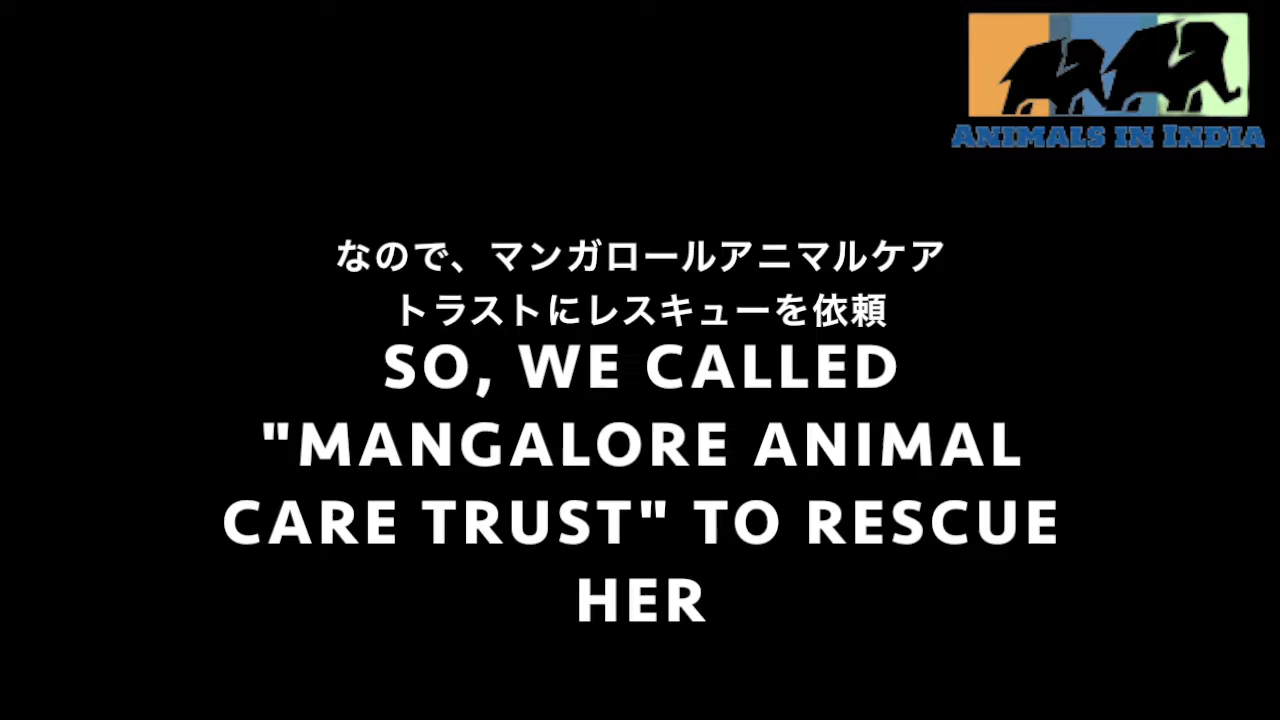 ANIMALS IN INDIA
なので、マンガロールアニマルケア
トラストにレスキューを依頼
SO, WE CALLED
"MANGALORE ANIMAL
CARE TRUST" TO RESCUE
HER